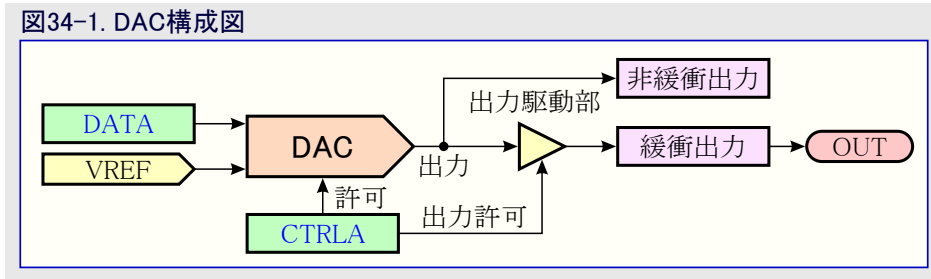 図34-1. DAC構成図
非緩衝出力
出力駆動部
DATA
DAC
緩衝出力
OUT
VREF
出力
許可
出力許可
CTRLA